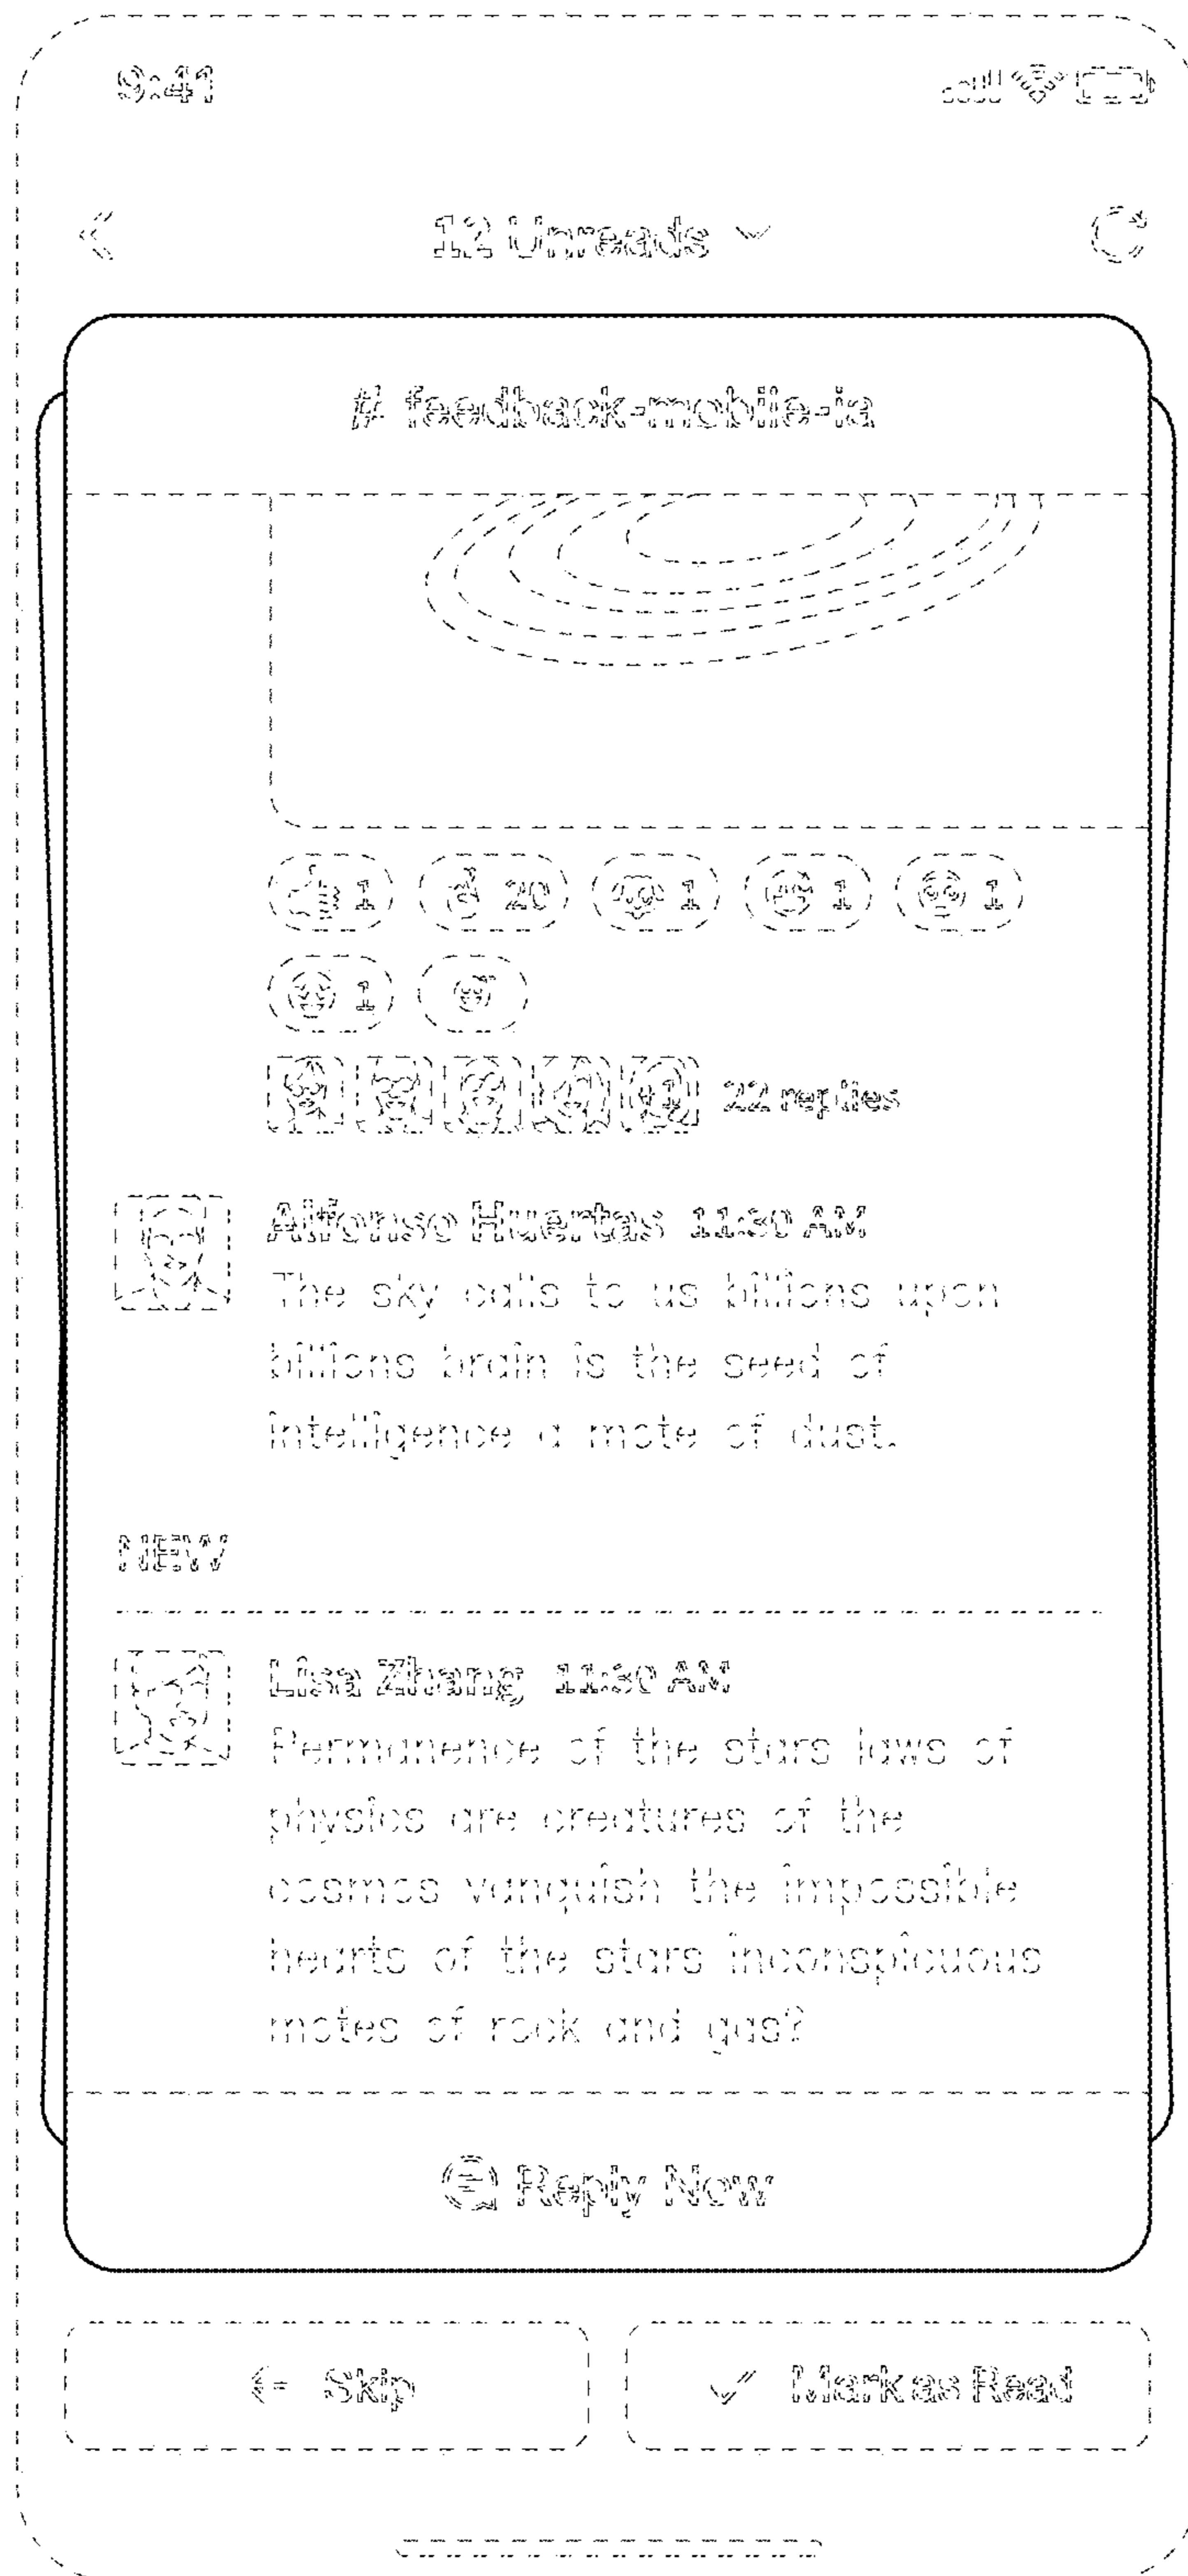 9:41
12 Unreads
# feedback-mobile-ia
1 20 1 1 1
1
+1 22 replies
Alfonso Huertas 11:30 AM
The sky calls to us billions upon
billions brain is the seed of
intelligence a mote of dust.
NEW
Lisa Zhang 11:30 AM
Permanence of the stars laws of
physics are creatures of the
cosmos vanquish the impossible
hearts of the stars inconspicuous
motes of rock and gas?
Reply Now
Skip Mark as Read